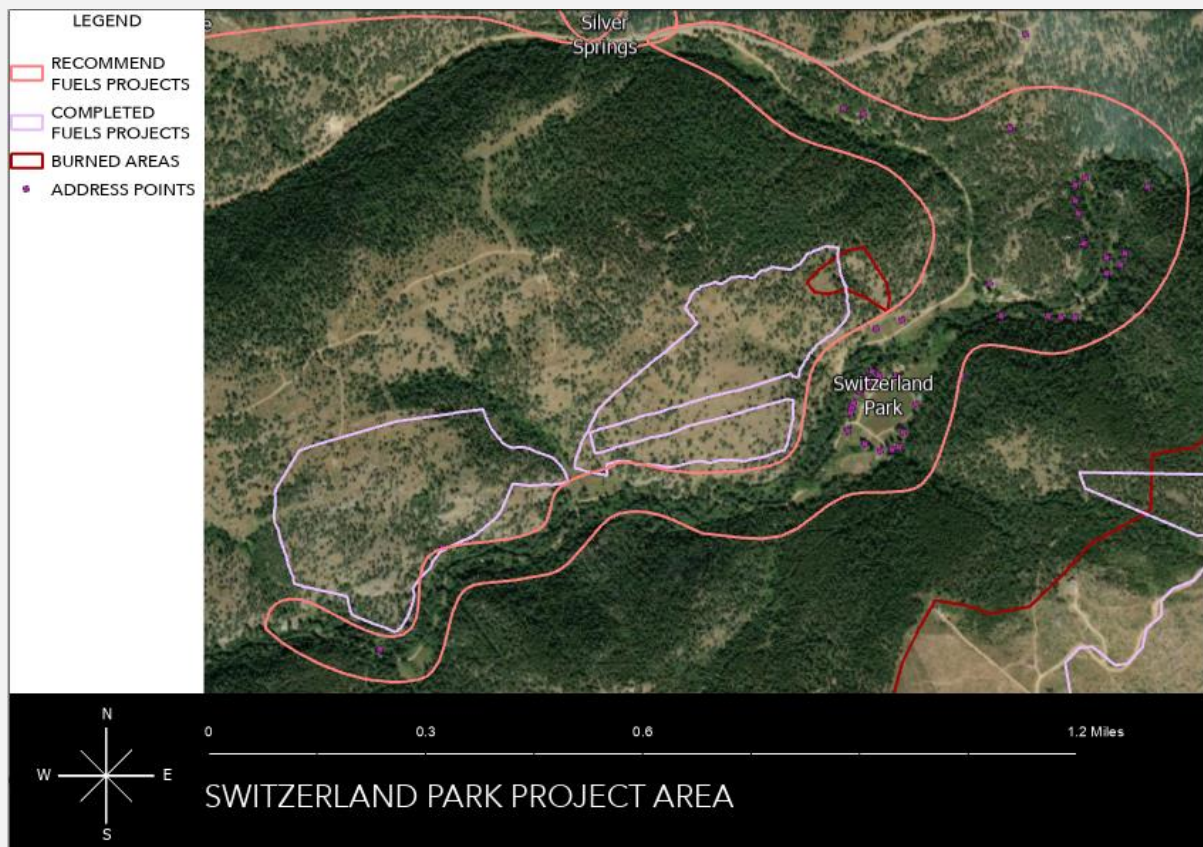 LEGEND
RECOMMEND
FUELS PROJECTS
COMPLETED
FUELS PROJECTS
BURNED AREAS
ADDRESS POINTS
e
Silver
Springs
Switzerland
Park
N
W E
S
0 0.3 0.6 1.2 Miles
SWITZERLAND PARK PROJECT AREA